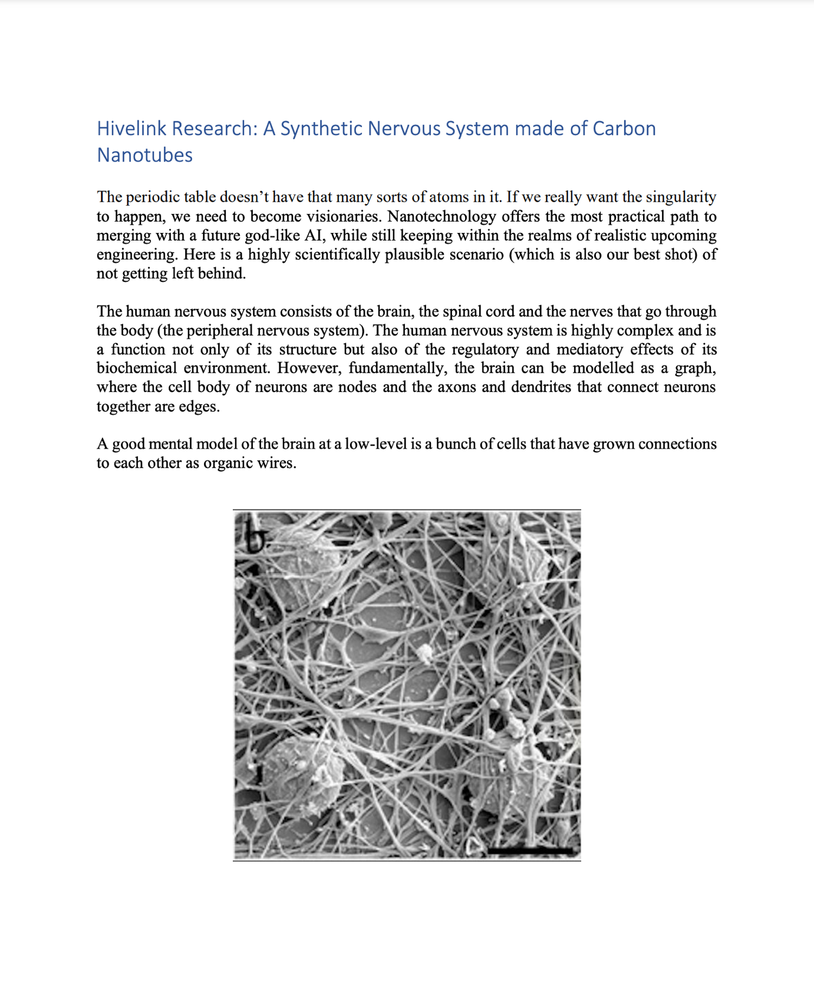 Hivelink Research: A Synthetic Nervous System made of Carbon
Nanotubes
The periodic table doesn’t have that many sorts of atoms in it. If we really want the singularity
to happen, we need to become visionaries. Nanotechnology offers the most practical path to
merging with a future god-like AI, while still keeping within the realms of realistic upcoming
engineering. Here is a highly scientifically plausible scenario (which is also our best shot) of
not getting left behind.
The human nervous system consists of the brain, the spinal cord and the nerves that go through
the body (the peripheral nervous system). The human nervous system is highly complex and is
a function not only of its structure but also of the regulatory and mediatory effects of its
biochemical environment. However, fundamentally, the brain can be modelled as a graph,
where the cell body of neurons are nodes and the axons and dendrites that connect neurons
together are edges.
A good mental model of the brain at a low-level is a bunch of cells that have grown connections
to each other as organic wires.
b